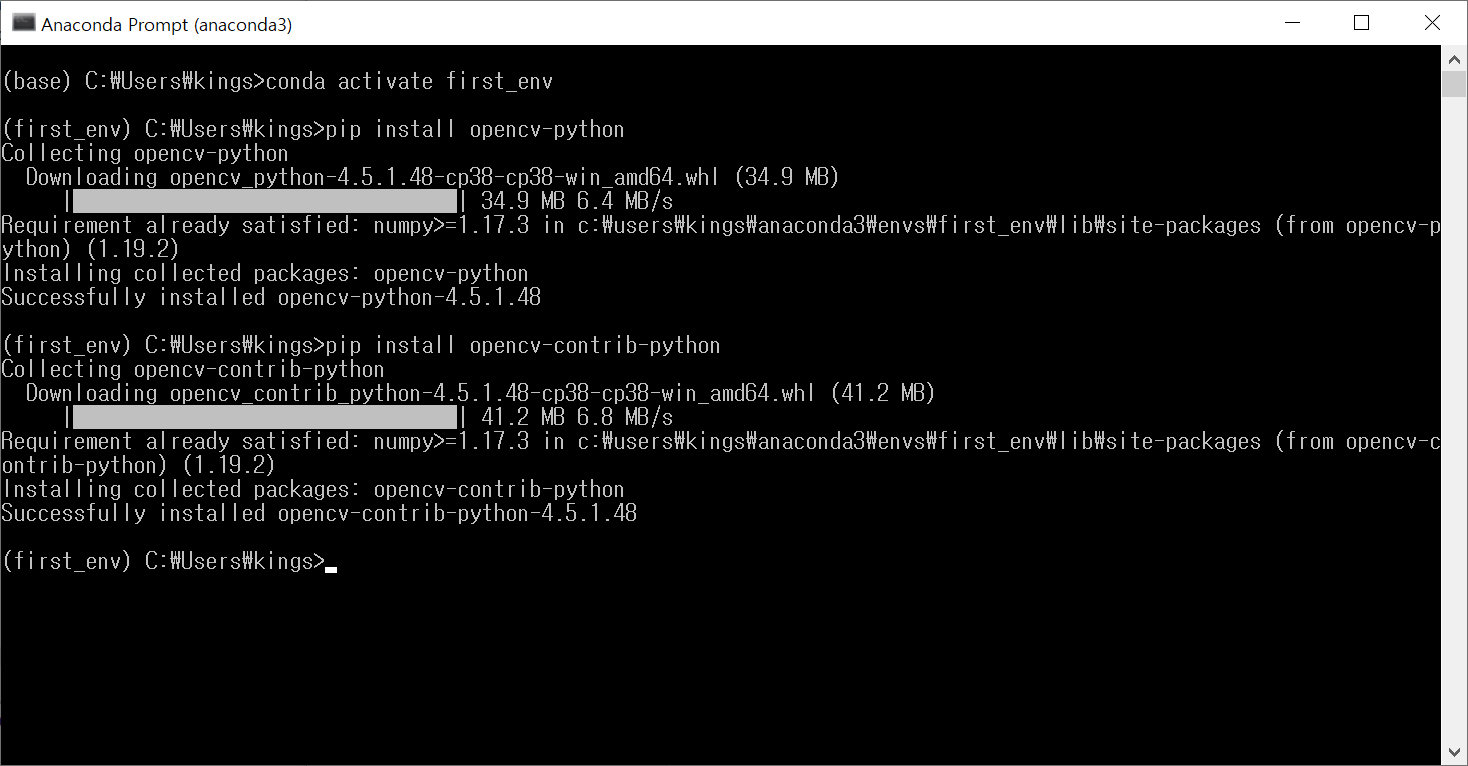 Anaconda Prompt (anaconda3)
(base) C:₩Users₩kings>conda activate first_env
(first_env) C:₩Users₩kings>pip install opencv-python
Collecting opencv-python
  Downloading opencv_python-4.5.1.48-cp38-cp38-win_amd64.whl (34.9 MB)
     |████████████████████████████████| 34.9 MB 6.4 MB/s
Requirement already satisfied: numpy>=1.17.3 in c:₩users₩kings₩anaconda3₩envs₩first_env₩lib₩site-packages (from opencv-p
ython) (1.19.2)
Installing collected packages: opencv-python
Successfully installed opencv-python-4.5.1.48
(first_env) C:₩Users₩kings>pip install opencv-contrib-python
Collecting opencv-contrib-python
  Downloading opencv_contrib_python-4.5.1.48-cp38-cp38-win_amd64.whl (41.2 MB)
     |████████████████████████████████| 41.2 MB 6.8 MB/s
Requirement already satisfied: numpy>=1.17.3 in c:₩users₩kings₩anaconda3₩envs₩first_env₩lib₩site-packages (from opencv-c
ontrib-python) (1.19.2)
Installing collected packages: opencv-contrib-python
Successfully installed opencv-contrib-python-4.5.1.48
(first_env) C:₩Users₩kings>